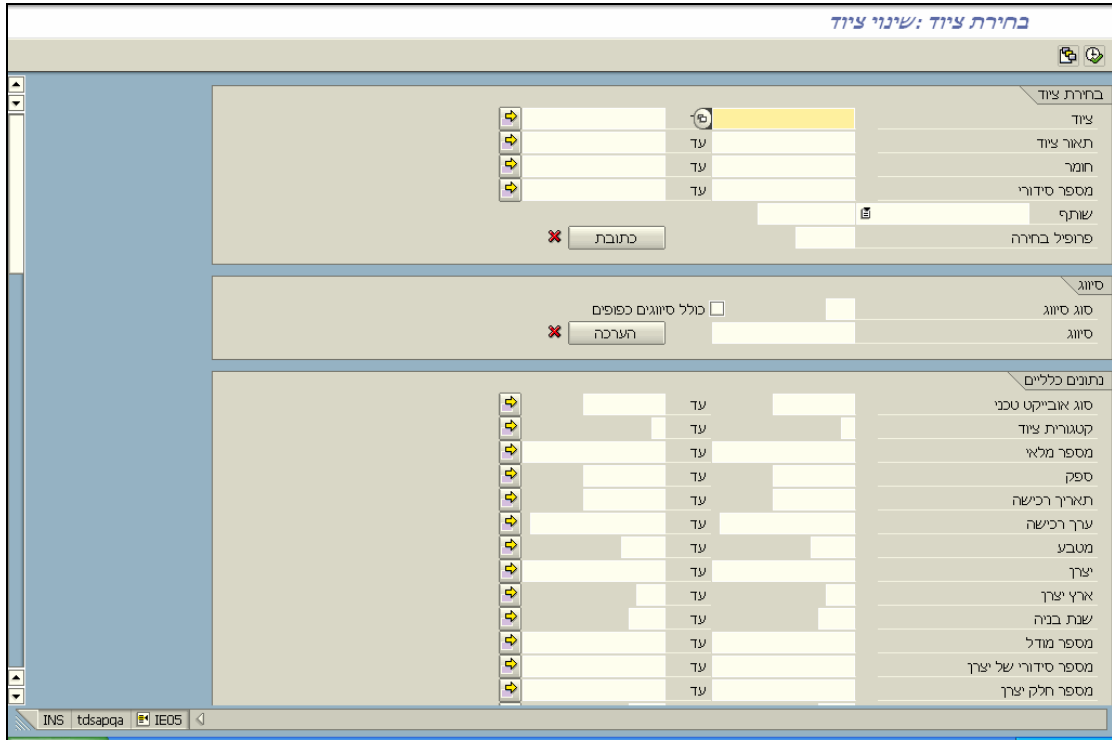 בחירת ציוד :שינוי ציוד
בחירת ציוד
ציוד
תאור ציוד עד
חומר עד
מספר סידורי עד
שותף
פרופיל בחירה כתובת
סיווג
סוג סיווג כולל סיווגים כפופים
סיווג הערכה
נתונים כלליים
סוג אובייקט טכני עד
קטגורית ציוד עד
מספר מלאי עד
ספק עד
תאריך רכישה עד
ערך רכישה עד
מטבע עד
יצרן עד
ארץ יצרן עד
שנת בניה עד
מספר מודל עד
מספר סידורי של יצרן עד
מספר חלק יצרן עד
INS tdsapqa IE05